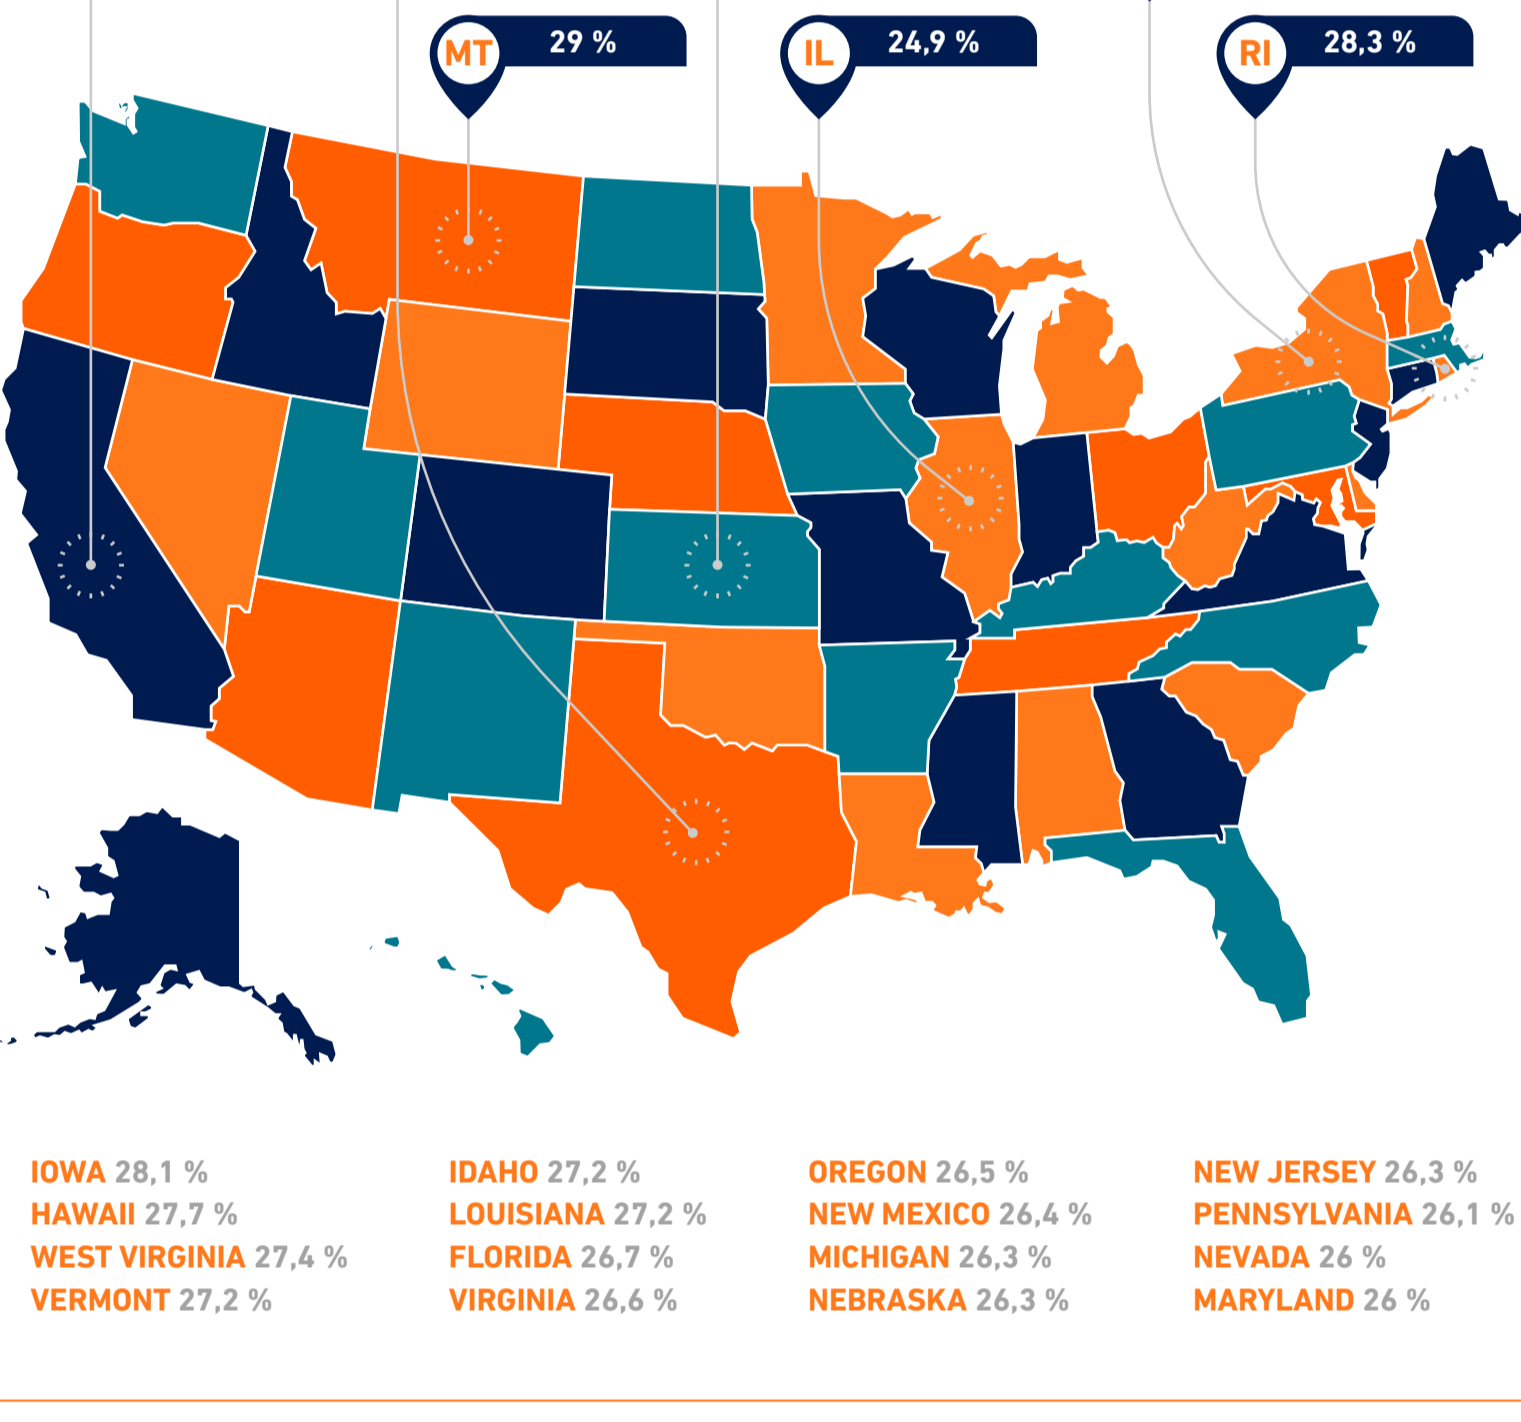 MT 29 %
IL 24,9 %
RI 28,3 %
IOWA 28,1 %
HAWAII 27,7 %
WEST VIRGINIA 27,4 %
VERMONT 27,2 %
IDAHO 27,2 %
LOUISIANA 27,2 %
FLORIDA 26,7 %
VIRGINIA 26,6 %
OREGON 26,5 %
NEW MEXICO 26,4 %
MICHIGAN 26,3 %
NEBRASKA 26,3 %
NEW JERSEY 26,3 %
PENNSYLVANIA 26,1 %
NEVADA 26 %
MARYLAND 26 %